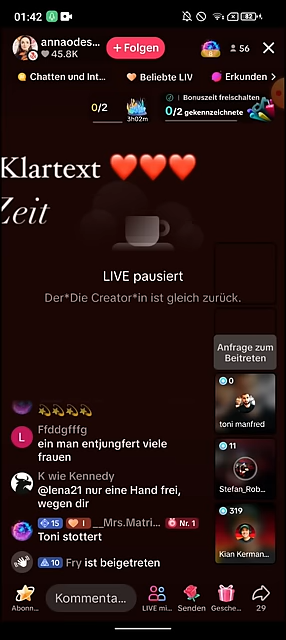 01:42
82
annaodes...
+ Folgen
45.8K
56
Chatten und Int...
Beliebte LIV
Erkunden >
0/2
3h02m
Bonuszeit freischalten
0/2 gekennzeichnete
Klartext ❤️❤️❤️
Zeit
LIVE pausiert
Der*Die Creator*in ist gleich zurück.
Anfrage zum
Beitreten
0
toni manfred
11
Stefan_Rob...
319
Kian Kerman...
💫💫💫💫
L
Ffddgfffg
ein man entjungfert viele
frauen
K wie Kennedy
@lena21 nur eine Hand frei,
wegen dir
15
__Mrs.Matri...
Nr. 1
Toni stottert
10 Fry ist beigetreten
Abonn...
Kommenta...
LIVE mi...
Senden
Gesche...
29